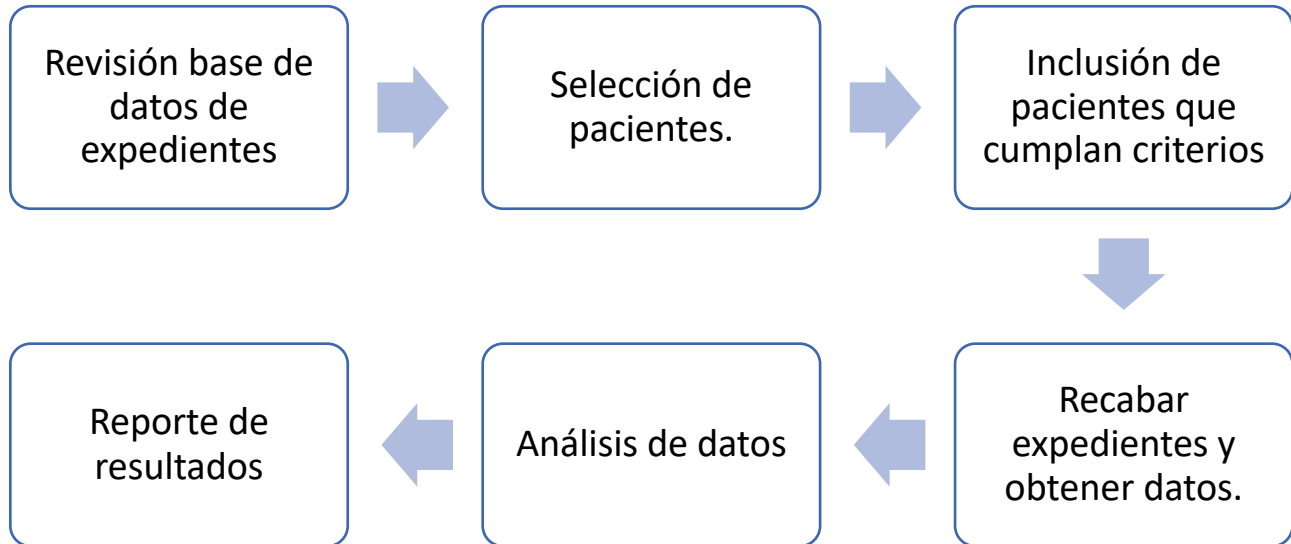 Revisión base de
datos de
expedientes
Selección de
pacientes.
Inclusión de
pacientes que
cumplan criterios
Recabar
expedientes y
obtener datos.
Análisis de datos
Reporte de
resultados